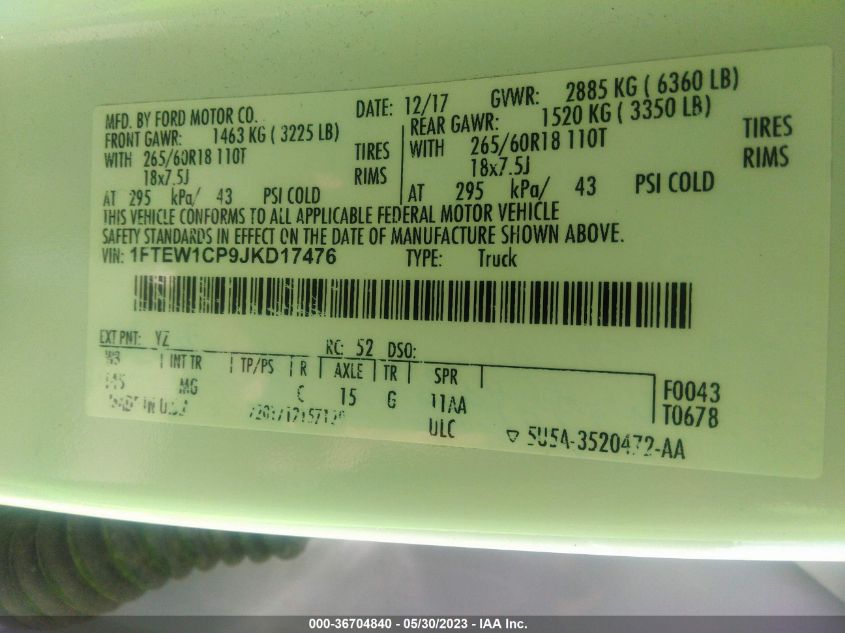 MFD. BY FORD MOTOR CO. DATE: 12/17 GVWR: 2885 KG ( 6360 LB)
FRONT GAWR: 1463 KG ( 3225 LB) REAR GAWR: 1520 KG ( 3350 LB)
WITH 265/60R18 110T TIRES WITH 265/60R18 110T TIRES
18x7.5J RIMS 18x7.5J RIMS
AT 295 kPa/ 43 PSI COLD AT 295 kPa/ 43 PSI COLD
THIS VEHICLE CONFORMS TO ALL APPLICABLE FEDERAL MOTOR VEHICLE
SAFETY STANDARDS IN EFFECT ON THE DATE OF MANUFACTURE SHOWN ABOVE.
VIN: 1FTEW1CP9JKD17476 TYPE: Truck
EXT PNT: YZ RC: 52 DSO:
WB INT TR TP/PS R AXLE TR SPR
MG C 15 G 11AA F0043
MADE IN U.S.A ULC T0678
5U5A-3520472-AA
000-36704840 - 05/30/2023 - IAA Inc.